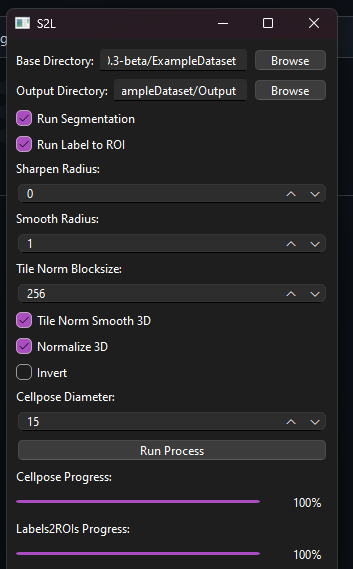 S2L
Base Directory: 0.3-beta/ExampleDataset Browse
Output Directory: ampleDataset/Output Browse
Run Segmentation
Run Label to ROI
Sharpen Radius:
0
Smooth Radius:
1
Tile Norm Blocksize:
256
Tile Norm Smooth 3D
Normalize 3D
Invert
Cellpose Diameter:
15
Run Process
Cellpose Progress:
100%
Labels2ROIs Progress:
100%